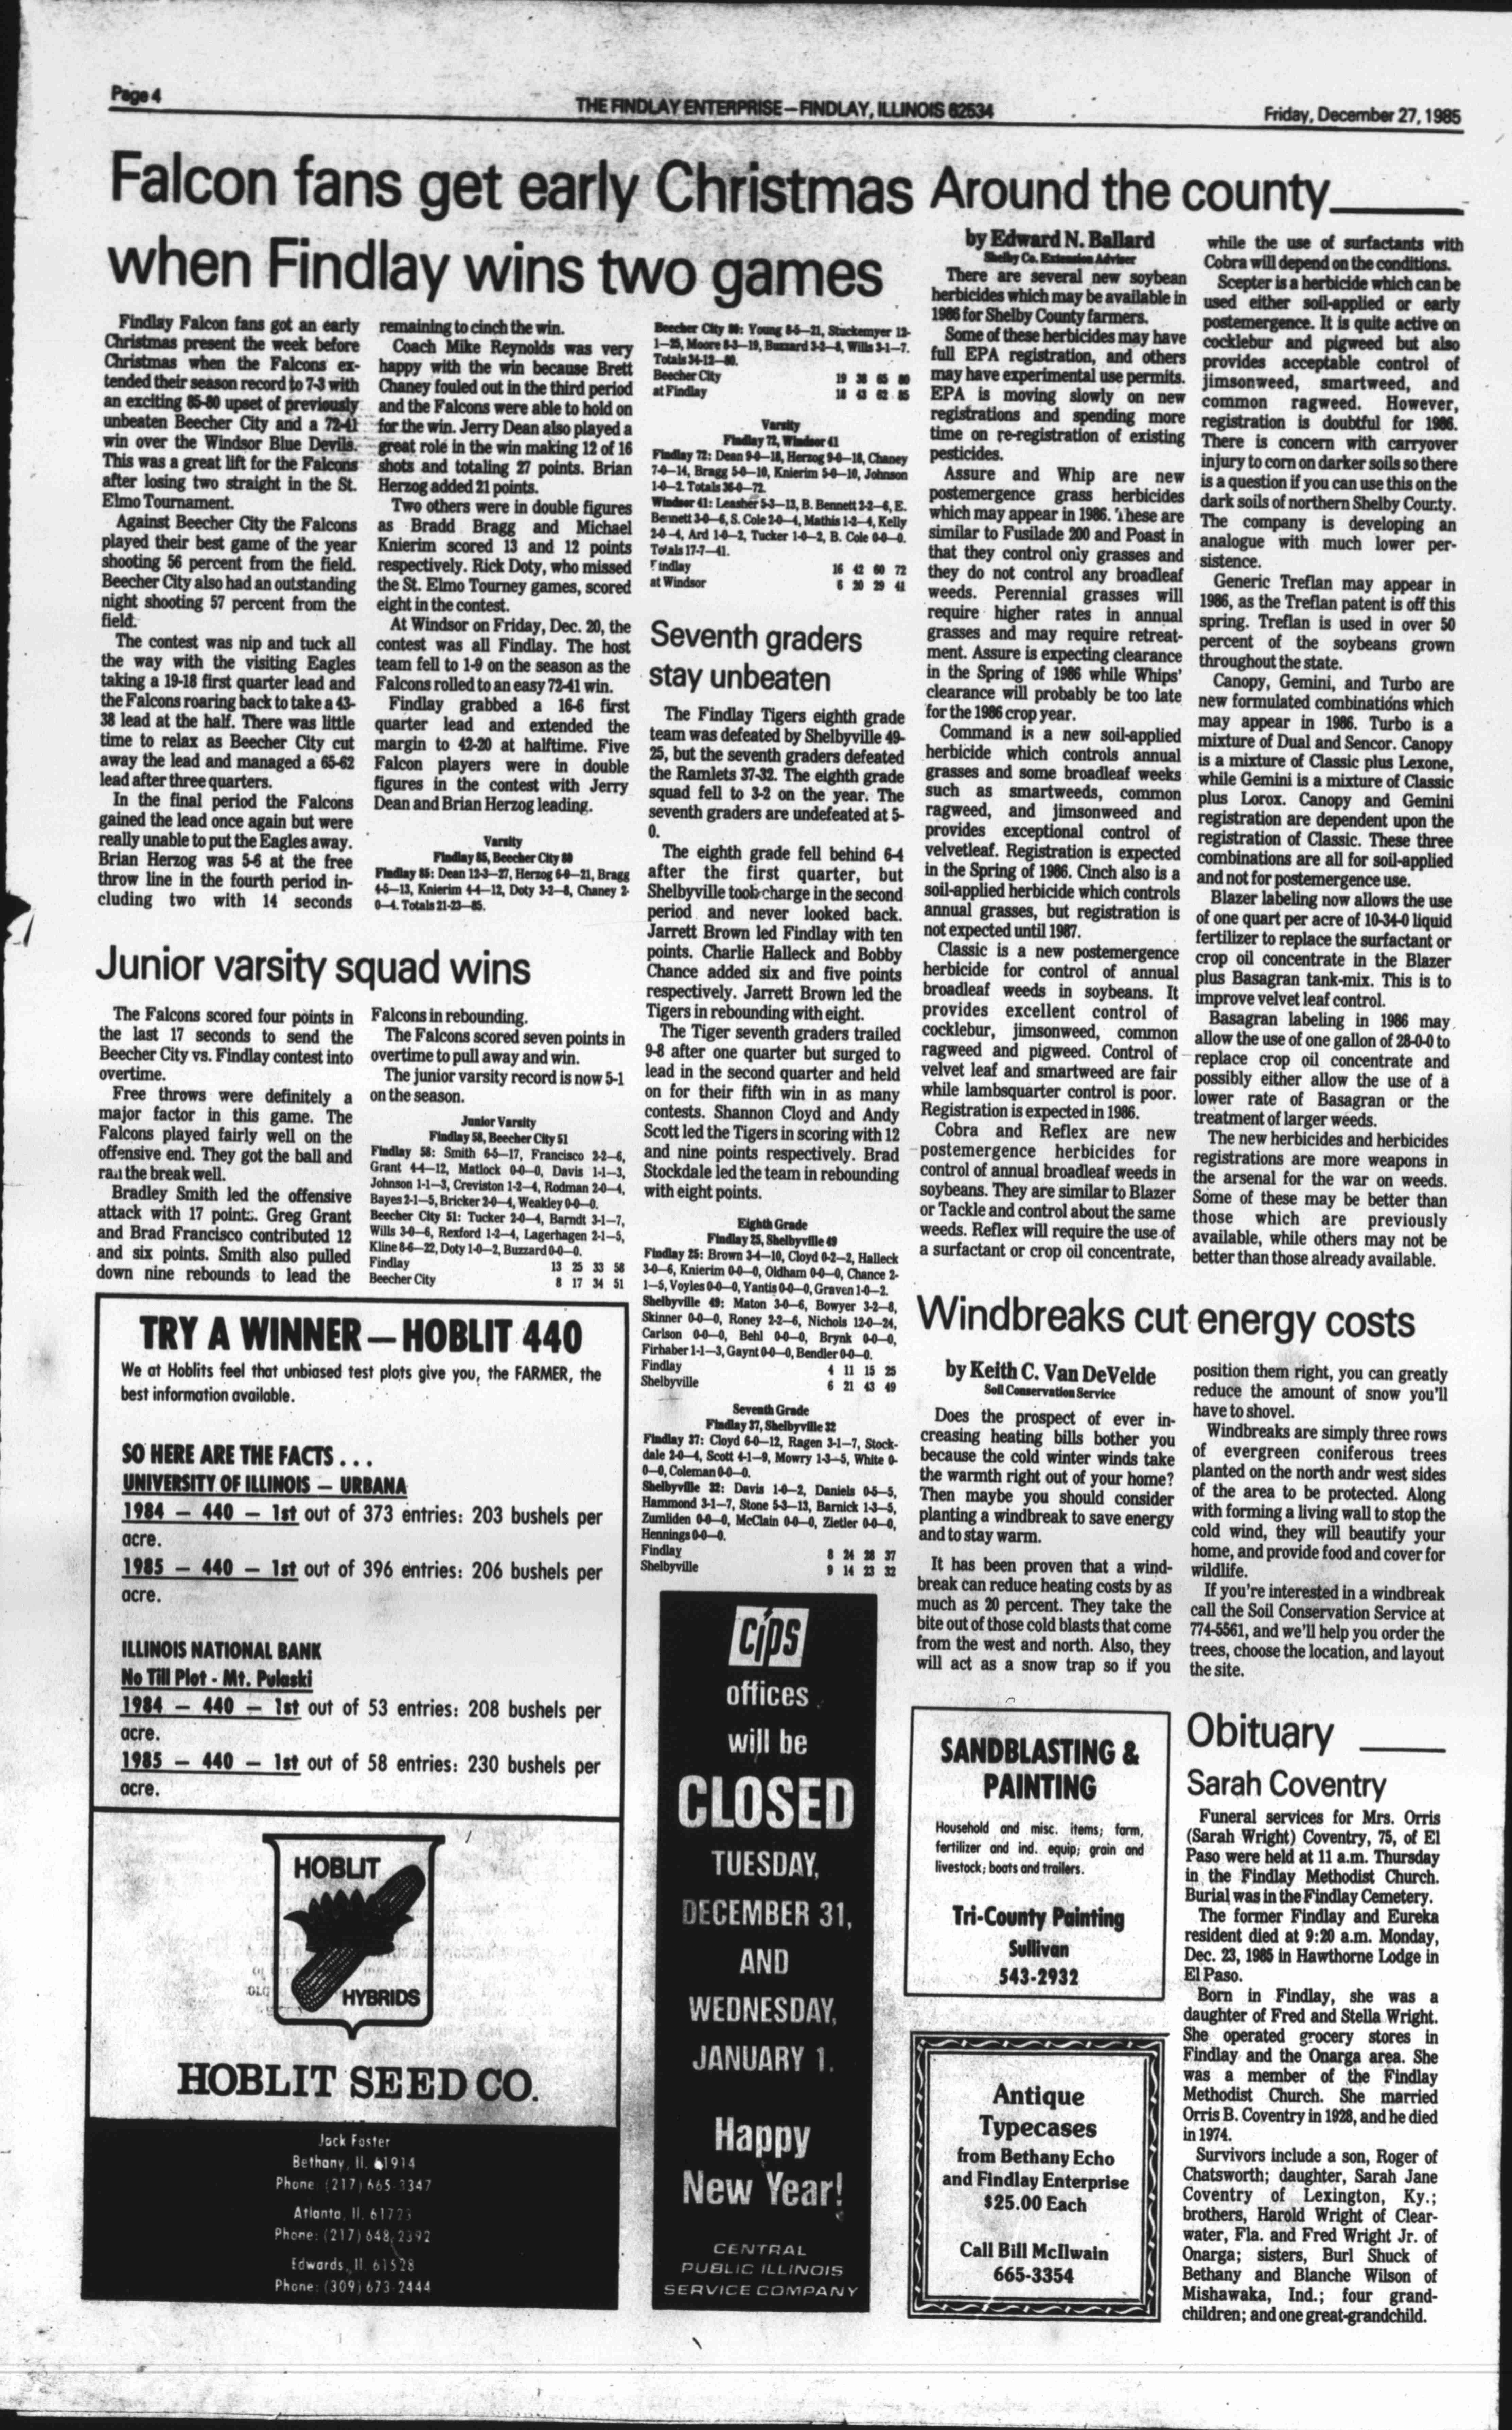 Page 4
THE FINDLAY ENTERPRISE—FINDLAY, ILLINOIS 62534
Friday, December 27, 1985
Falcon fans get early Christmas
when Findlay wins two games
Findlay Falcon fans got an early
Christmas present the week before
Christmas when the Falcons ex-
tended their season record to 7-3 with
an exciting 85-80 upset of previously
unbeaten Beecher City and a 72-41
win over the Windsor Blue Devils.
This was a great lift for the Falcons
after losing two straight in the St.
Elmo Tournament.
Against Beecher City the Falcons
played their best game of the year
shooting 56 percent from the field.
Beecher City also had an outstanding
night shooting 57 percent from the
field.
The contest was nip and tuck all
the way with the visiting Eagles
taking a 19-18 first quarter lead and
the Falcons roaring back to take a 43-
38 lead at the half. There was little
time to relax as Beecher City cut
away the lead and managed a 65-62
lead after three quarters.
In the final period the Falcons
gained the lead once again but were
really unable to put the Eagles away.
Brian Herzog was 5-6 at the free
throw line in the fourth period in-
cluding two with 14 seconds
remaining to cinch the win.
Coach Mike Reynolds was very
happy with the win because Brett
Chaney fouled out in the third period
and the Falcons were able to hold on
for the win. Jerry Dean also played a
great role in the win making 12 of 16
shots and totaling 27 points. Brian
Herzog added 21 points.
Two others were in double figures
as Bradd Bragg and Michael
Knierim scored 13 and 12 points
respectively. Rick Doty, who missed
the St. Elmo Tourney games, scored
eight in the contest.
At Windsor on Friday, Dec. 20, the
contest was all Findlay. The host
team fell to 1-9 on the season as the
Falcons rolled to an easy 72-41 win.
Findlay grabbed a 16-6 first
quarter lead and extended the
margin to 42-20 at halftime. Five
Falcon players were in double
figures in the contest with Jerry
Dean and Brian Herzog leading.
Varsity
Findlay 85, Beecher City 80
Findlay 85: Dean 12-3—27, Herzog 6-9—21, Bragg
4-5—13, Knierim 4-4—12, Doty 3-2—8, Chaney 2-
0—4. Totals 21-23—85.
Beecher City 80: Young 8-5—21, Stuckemyer 12-
1—25, Moore 8-3—19, Buzzard 3-2—8, Wills 3-1—7.
Totals 34-12—80.
Beecher City 19 38 65 80
at Findlay 18 43 62 85
Varsity
Findlay 72, Windsor 41
Findlay 72: Dean 9-0—18, Herzog 9-0—18, Chaney
7-0—14, Bragg 5-0—10, Knierim 5-0—10, Johnson
1-0—2. Totals 36-0—72.
Windsor 41: Leasher 5-3—13, B. Bennett 2-2—6, E.
Bennett 3-0—6, S. Cole 2-0—4, Mathis 1-2—4, Kelly
2-0—4, Ard 1-0—2, Tucker 1-0—2, B. Cole 0-0—0.
Totals 17-7—41.
Findlay 16 42 60 72
at Windsor 6 20 29 41
Seventh graders
stay unbeaten
The Findlay Tigers eighth grade
team was defeated by Shelbyville 49-
25, but the seventh graders defeated
the Ramlets 37-32. The eighth grade
squad fell to 3-2 on the year. The
seventh graders are undefeated at 5-
0.
The eighth grade fell behind 6-4
after the first quarter, but
Shelbyville took charge in the second
period and never looked back.
Jarrett Brown led Findlay with ten
points. Charlie Halleck and Bobby
Chance added six and five points
respectively. Jarrett Brown led the
Tigers in rebounding with eight.
The Tiger seventh graders trailed
9-8 after one quarter but surged to
lead in the second quarter and held
on for their fifth win in as many
contests. Shannon Cloyd and Andy
Scott led the Tigers in scoring with 12
and nine points respectively. Brad
Stockdale led the team in rebounding
with eight points.
Eighth Grade
Findlay 25, Shelbyville 49
Findlay 25: Brown 3-4—10, Cloyd 0-2—2, Halleck
3-0—6, Knierim 0-0—0, Oldham 0-0—0, Chance 2-
1—5, Voyles 0-0—0, Yantis 0-0—0, Graven 1-0—2.
Shelbyville 49: Maton 3-0—6, Bowyer 3-2—8,
Skinner 0-0—0, Roney 2-2—6, Nichols 12-0—24,
Carlson 0-0—0, Behl 0-0—0, Brynk 0-0—0,
Firhaber 1-1—3, Gaynt 0-0—0, Bendler 0-0—0.
Findlay 4 11 15 25
Shelbyville 6 21 43 49
Seventh Grade
Findlay 37, Shelbyville 32
Findlay 37: Cloyd 6-0—12, Ragen 3-1—7, Stock-
dale 2-0—4, Scott 4-1—9, Mowry 1-3—5, White 0-
0—0, Coleman 0-0—0.
Shelbyville 32: Davis 1-0—2, Daniels 0-5—5,
Hammond 3-1—7, Stone 5-3—13, Barnick 1-3—5,
Zumliden 0-0—0, McClain 0-0—0, Zietler 0-0—0,
Hennings 0-0—0.
Findlay 8 24 28 37
Shelbyville 9 14 23 32
Junior varsity squad wins
The Falcons scored four points in
the last 17 seconds to send the
Beecher City vs. Findlay contest into
overtime.
Free throws were definitely a
major factor in this game. The
Falcons played fairly well on the
offensive end. They got the ball and
ran the break well.
Bradley Smith led the offensive
attack with 17 points. Greg Grant
and Brad Francisco contributed 12
and six points. Smith also pulled
down nine rebounds to lead the
Falcons in rebounding.
The Falcons scored seven points in
overtime to pull away and win.
The junior varsity record is now 5-1
on the season.
Junior Varsity
Findlay 58, Beecher City 51
Findlay 58: Smith 6-5—17, Francisco 2-2—6,
Grant 4-4—12, Matlock 0-0—0, Davis 1-1—3,
Johnson 1-1—3, Creviston 1-2—4, Rodman 2-0—4,
Bayes 2-1—5, Bricker 2-0—4, Weakley 0-0—0.
Beecher City 51: Tucker 2-0—4, Barndt 3-1—7,
Wills 3-0—6, Rexford 1-2—4, Lagerhagen 2-1—5,
Kline 8-6—22, Doty 1-0—2, Buzzard 0-0—0.
Findlay 13 25 33 58
Beecher City 8 17 34 51
TRY A WINNER — HOBLIT 440
We at Hoblits feel that unbiased test plots give you, the FARMER, the
best information available.
SO HERE ARE THE FACTS . . .
UNIVERSITY OF ILLINOIS — URBANA
1984 — 440 — 1st out of 373 entries: 203 bushels per
acre.
1985 — 440 — 1st out of 396 entries: 206 bushels per
acre.
ILLINOIS NATIONAL BANK
No Till Plot - Mt. Pulaski
1984 — 440 — 1st out of 53 entries: 208 bushels per
acre.
1985 — 440 — 1st out of 58 entries: 230 bushels per
acre.
HOBLIT
HYBRIDS
HOBLIT SEED CO.
Jack Foster
Bethany, Il. 61914
Phone (217) 665-3347
Atlanta, Il. 61723
Phone: (217) 648-2392
Edwards, Il. 61528
Phone: (309) 673-2444
cips
offices
will be
CLOSED
TUESDAY,
DECEMBER 31,
AND
WEDNESDAY,
JANUARY 1.
Happy
New Year!
CENTRAL
PUBLIC ILLINOIS
SERVICE COMPANY
Around the county
by Edward N. Ballard
Shelby Co. Extension Adviser
There are several new soybean
herbicides which may be available in
1986 for Shelby County farmers.
Some of these herbicides may have
full EPA registration, and others
may have experimental use permits.
EPA is moving slowly on new
registrations and spending more
time on re-registration of existing
pesticides.
Assure and Whip are new
postemergence grass herbicides
which may appear in 1986. These are
similar to Fusilade 200 and Poast in
that they control only grasses and
they do not control any broadleaf
weeds. Perennial grasses will
require higher rates in annual
grasses and may require retreat-
ment. Assure is expecting clearance
in the Spring of 1986 while Whips'
clearance will probably be too late
for the 1986 crop year.
Command is a new soil-applied
herbicide which controls annual
grasses and some broadleaf weeks
such as smartweeds, common
ragweed, and jimsonweed and
provides exceptional control of
velvetleaf. Registration is expected
in the Spring of 1986. Cinch also is a
soil-applied herbicide which controls
annual grasses, but registration is
not expected until 1987.
Classic is a new postemergence
herbicide for control of annual
broadleaf weeds in soybeans. It
provides excellent control of
cocklebur, jimsonweed, common
ragweed and pigweed. Control of
velvet leaf and smartweed are fair
while lambsquarter control is poor.
Registration is expected in 1986.
Cobra and Reflex are new
postemergence herbicides for
control of annual broadleaf weeds in
soybeans. They are similar to Blazer
or Tackle and control about the same
weeds. Reflex will require the use of
a surfactant or crop oil concentrate,
while the use of surfactants with
Cobra will depend on the conditions.
Scepter is a herbicide which can be
used either soil-applied or early
postemergence. It is quite active on
cocklebur and pigweed but also
provides acceptable control of
jimsonweed, smartweed, and
common ragweed. However,
registration is doubtful for 1986.
There is concern with carryover
injury to corn on darker soils so there
is a question if you can use this on the
dark soils of northern Shelby County.
The company is developing an
analogue with much lower per-
sistence.
Generic Treflan may appear in
1986, as the Treflan patent is off this
spring. Treflan is used in over 50
percent of the soybeans grown
throughout the state.
Canopy, Gemini, and Turbo are
new formulated combinations which
may appear in 1986. Turbo is a
mixture of Dual and Sencor. Canopy
is a mixture of Classic plus Lexone,
while Gemini is a mixture of Classic
plus Lorox. Canopy and Gemini
registration are dependent upon the
registration of Classic. These three
combinations are all for soil-applied
and not for postemergence use.
Blazer labeling now allows the use
of one quart per acre of 10-34-0 liquid
fertilizer to replace the surfactant or
crop oil concentrate in the Blazer
plus Basagran tank-mix. This is to
improve velvet leaf control.
Basagran labeling in 1986 may
allow the use of one gallon of 28-0-0 to
replace crop oil concentrate and
possibly either allow the use of a
lower rate of Basagran or the
treatment of larger weeds.
The new herbicides and herbicides
registrations are more weapons in
the arsenal for the war on weeds.
Some of these may be better than
those which are previously
available, while others may not be
better than those already available.
Windbreaks cut energy costs
by Keith C. Van DeVelde
Soil Conservation Service
Does the prospect of ever in-
creasing heating bills bother you
because the cold winter winds take
the warmth right out of your home?
Then maybe you should consider
planting a windbreak to save energy
and to stay warm.
It has been proven that a wind-
break can reduce heating costs by as
much as 20 percent. They take the
bite out of those cold blasts that come
from the west and north. Also, they
will act as a snow trap so if you
position them right, you can greatly
reduce the amount of snow you'll
have to shovel.
Windbreaks are simply three rows
of evergreen coniferous trees
planted on the north andr west sides
of the area to be protected. Along
with forming a living wall to stop the
cold wind, they will beautify your
home, and provide food and cover for
wildlife.
If you're interested in a windbreak
call the Soil Conservation Service at
774-5561, and we'll help you order the
trees, choose the location, and layout
the site.
SANDBLASTING &
PAINTING
Household and misc. items; farm,
fertilizer and ind. equip; grain and
livestock; boats and trailers.
Tri-County Painting
Sullivan
543-2932
Antique
Typecases
from Bethany Echo
and Findlay Enterprise
$25.00 Each
Call Bill McIlwain
665-3354
Obituary
Sarah Coventry
Funeral services for Mrs. Orris
(Sarah Wright) Coventry, 75, of El
Paso were held at 11 a.m. Thursday
in the Findlay Methodist Church.
Burial was in the Findlay Cemetery.
The former Findlay and Eureka
resident died at 9:20 a.m. Monday,
Dec. 23, 1985 in Hawthorne Lodge in
El Paso.
Born in Findlay, she was a
daughter of Fred and Stella Wright.
She operated grocery stores in
Findlay and the Onarga area. She
was a member of the Findlay
Methodist Church. She married
Orris B. Coventry in 1928, and he died
in 1974.
Survivors include a son, Roger of
Chatsworth; daughter, Sarah Jane
Coventry of Lexington, Ky.;
brothers, Harold Wright of Clear-
water, Fla. and Fred Wright Jr. of
Onarga; sisters, Burl Shuck of
Bethany and Blanche Wilson of
Mishawaka, Ind.; four grand-
children; and one great-grandchild.